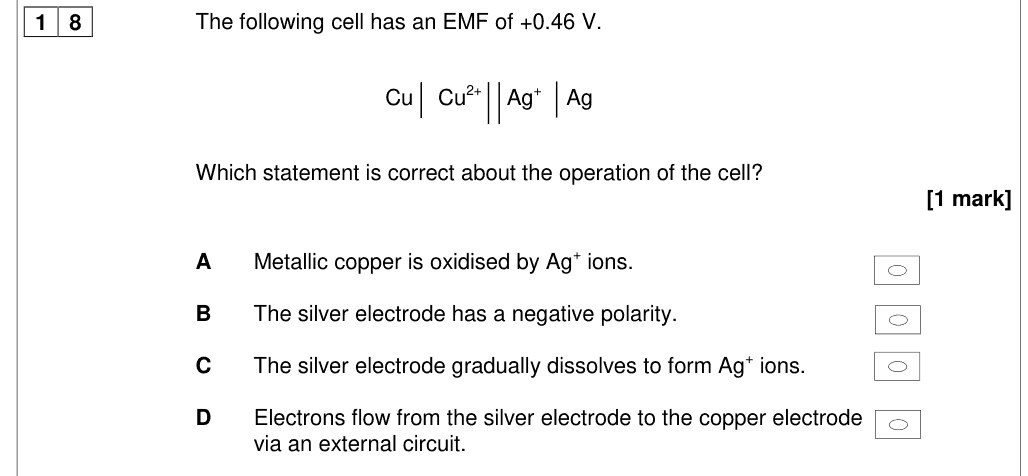 1 8 The following cell has an EMF of +0.46 V.
Cu| Cu²⁺||Ag⁺ |Ag
Which statement is correct about the operation of the cell?
[1 mark]
A Metallic copper is oxidised by Ag⁺ ions.
B The silver electrode has a negative polarity.
C The silver electrode gradually dissolves to form Ag⁺ ions.
D Electrons flow from the silver electrode to the copper electrode
via an external circuit.